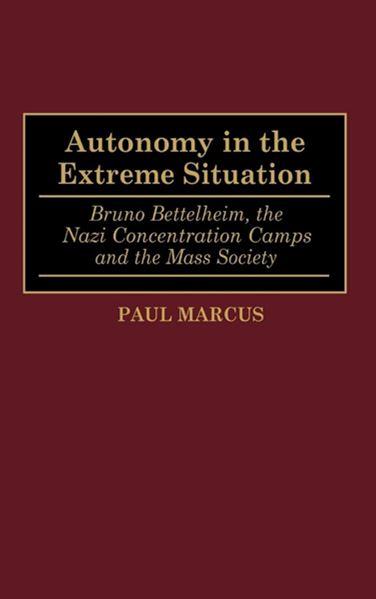 Autonomy in the
Extreme Situation
Bruno Bettelheim, the
Nazi Concentration Camps
and the Mass Society
PAUL MARCUS